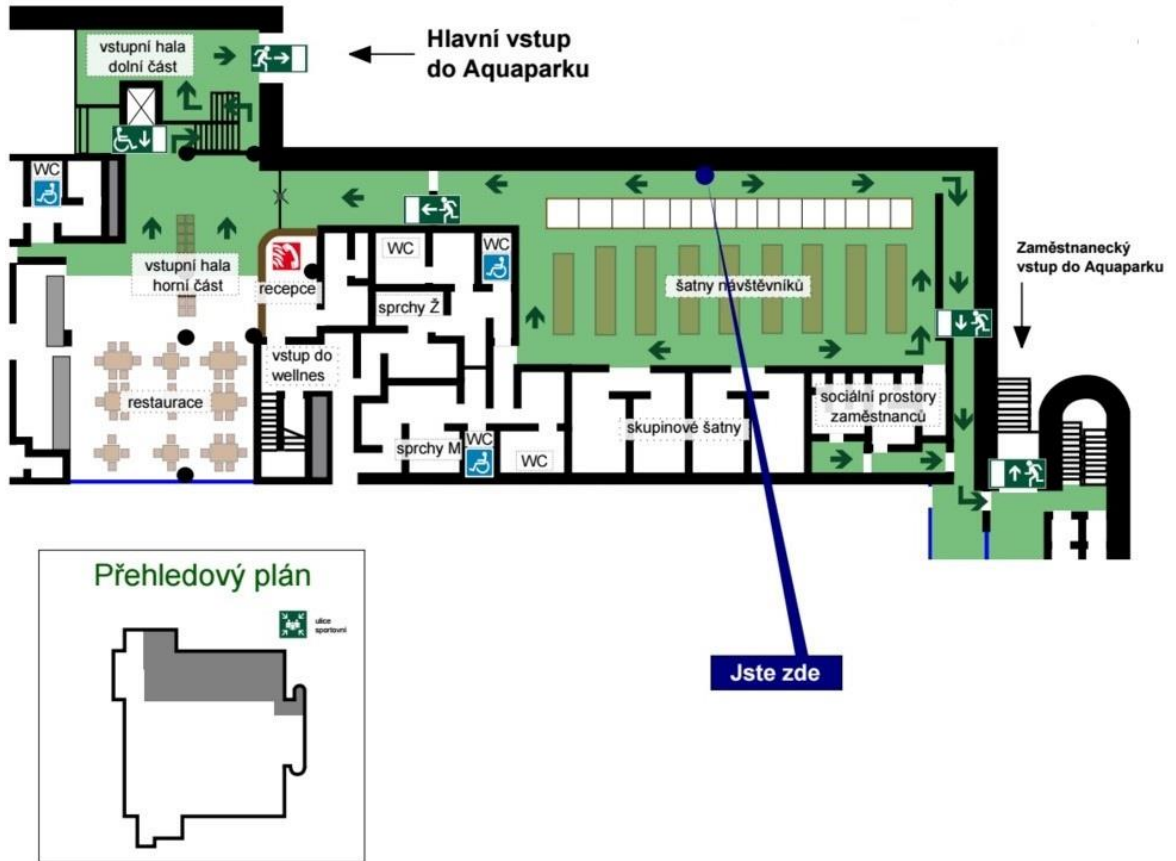 Hlavní vstup
do Aquaparku
vstupní hala
dolní část
WC
Zaměstnanecký
vstup do Aquaparku
WC
WC
vstupní hala
horní část
recepce
šatny návštěvníků
sprchy Ž
vstup do
wellnes
restaurace
sociální prostory
zaměstnanců
skupinové šatny
sprchy M
WC
WC
Přehledový plán
ulice
sportovní
Jste zde